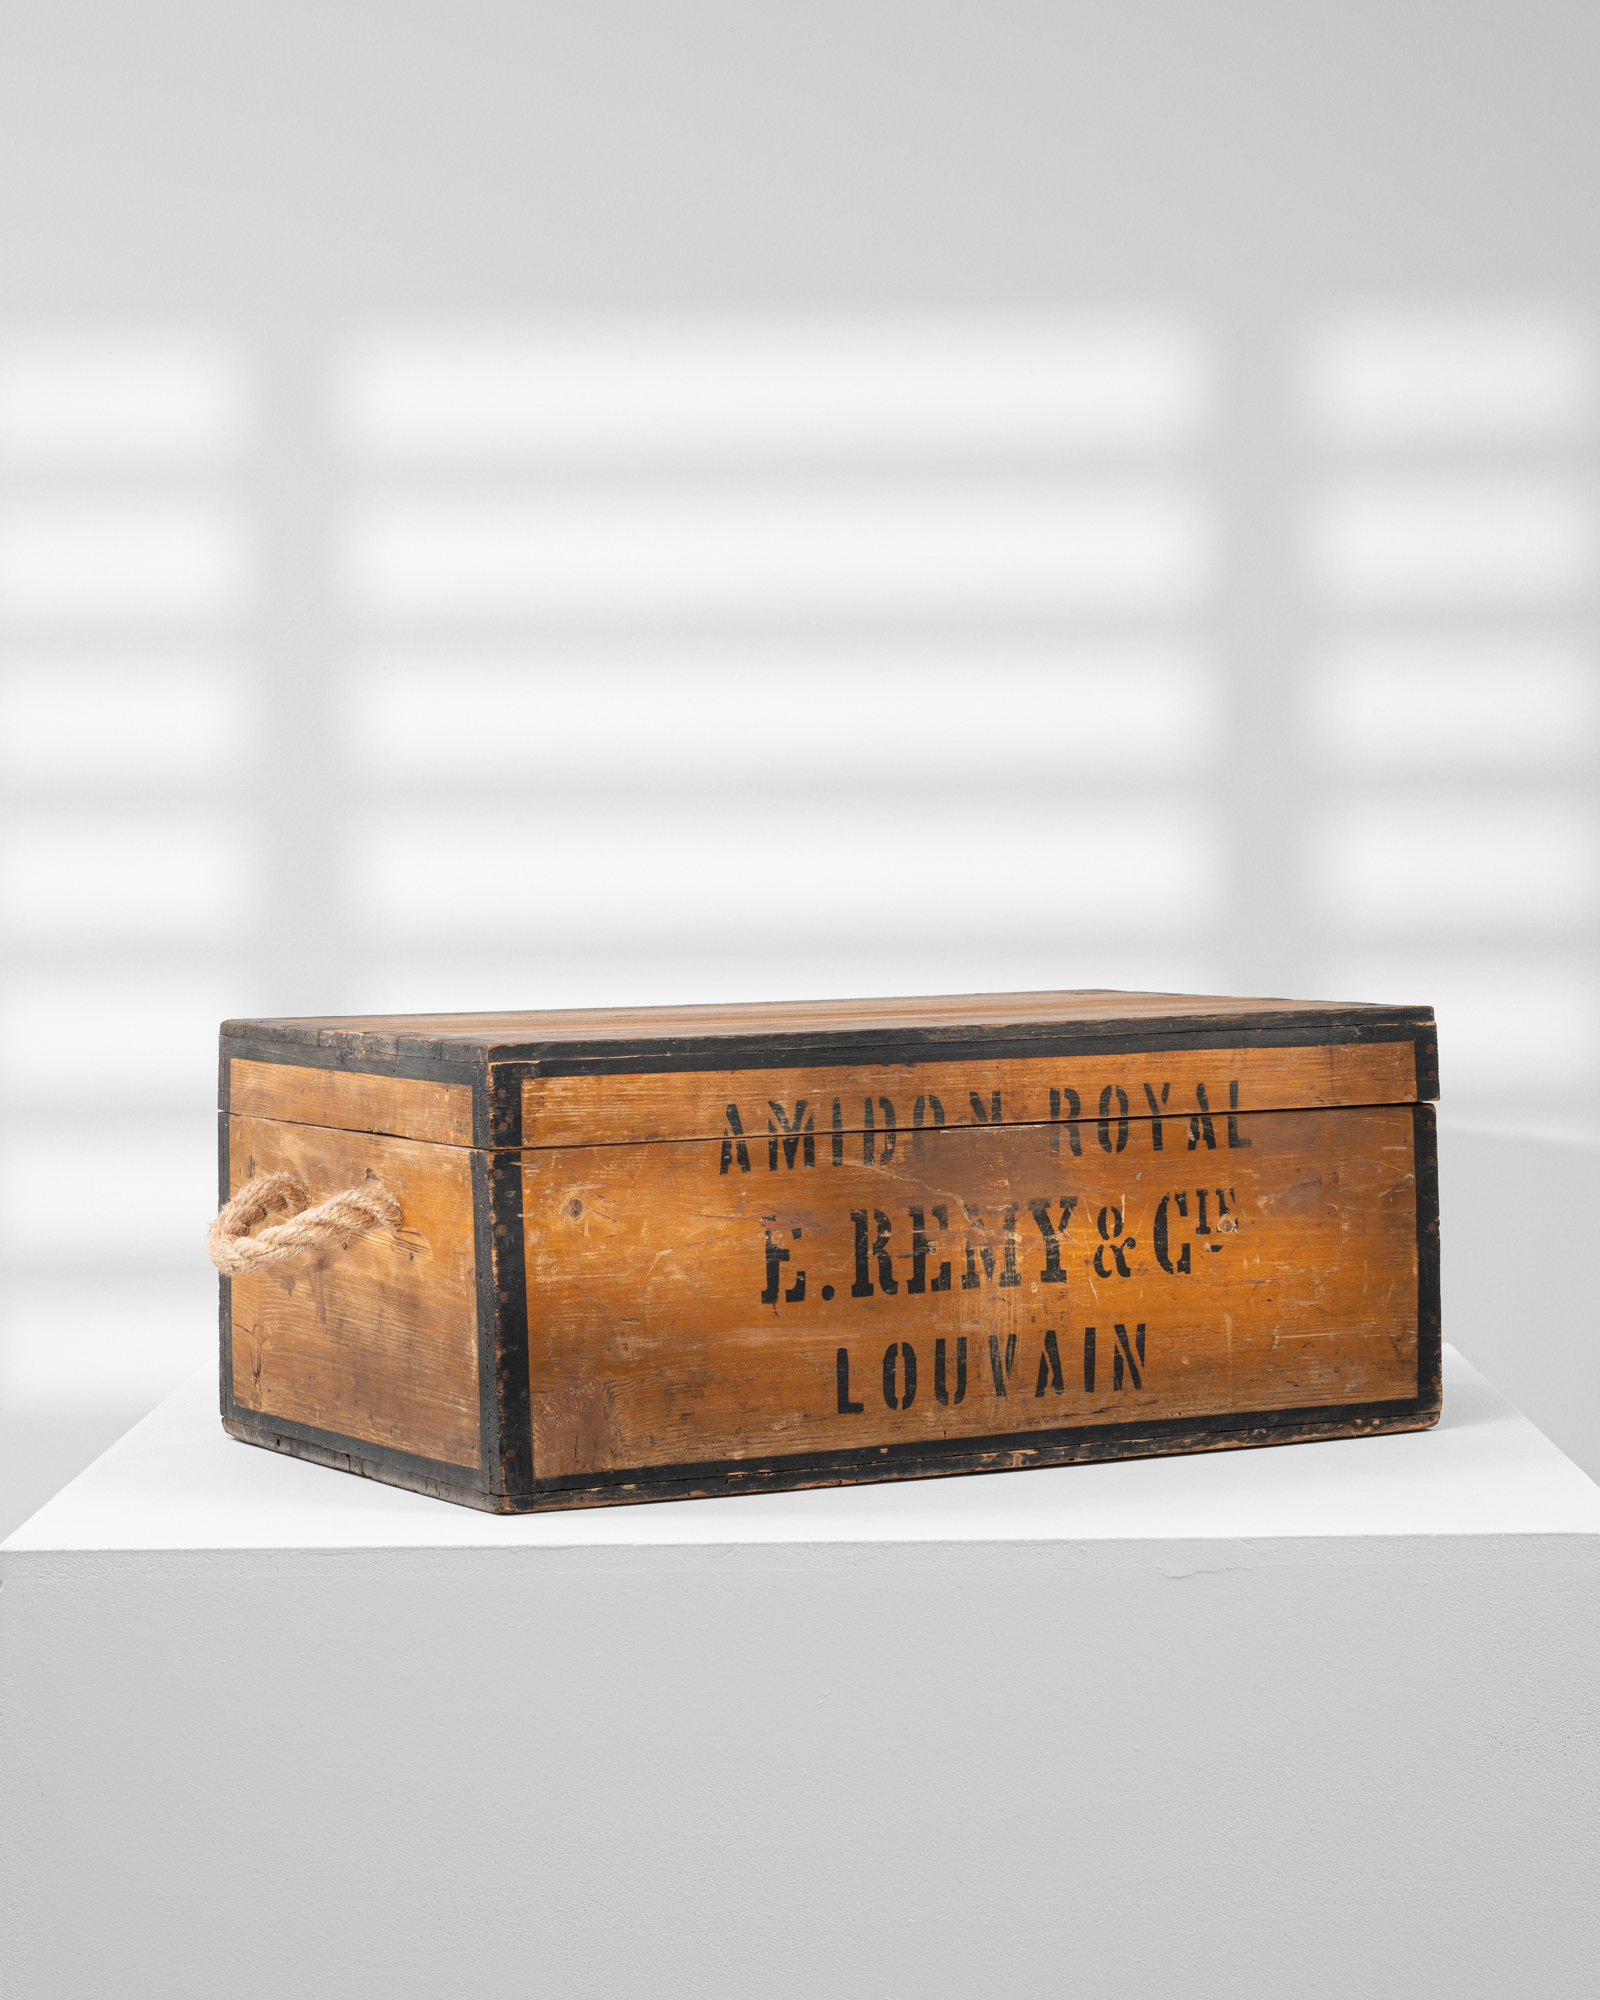 AMIDON ROYAL
E. REMY & CIE
LOUVAIN